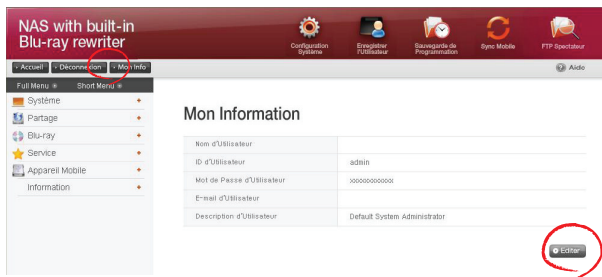 NAS with built-in
Blu-ray rewriter
Configuration
Système
Enregistrer
l'Utilisateur
Sauvegarde de
Programmation
Sync Mobile
FTP Spectateur
Accueil
Déconnexion
Mon Info
Aide
Full Menu
Short Menu
Système
Partage
Blu-ray
Service
Appareil Mobile
Information
Mon Information
Nom d'Utilisateur
ID d'Utilisateur admin
Mot de Passe d'Utilisateur xxxxxxxxxxxx
E-mail d'Utilisateur
Description d'Utilisateur Default System Administrator
Editer